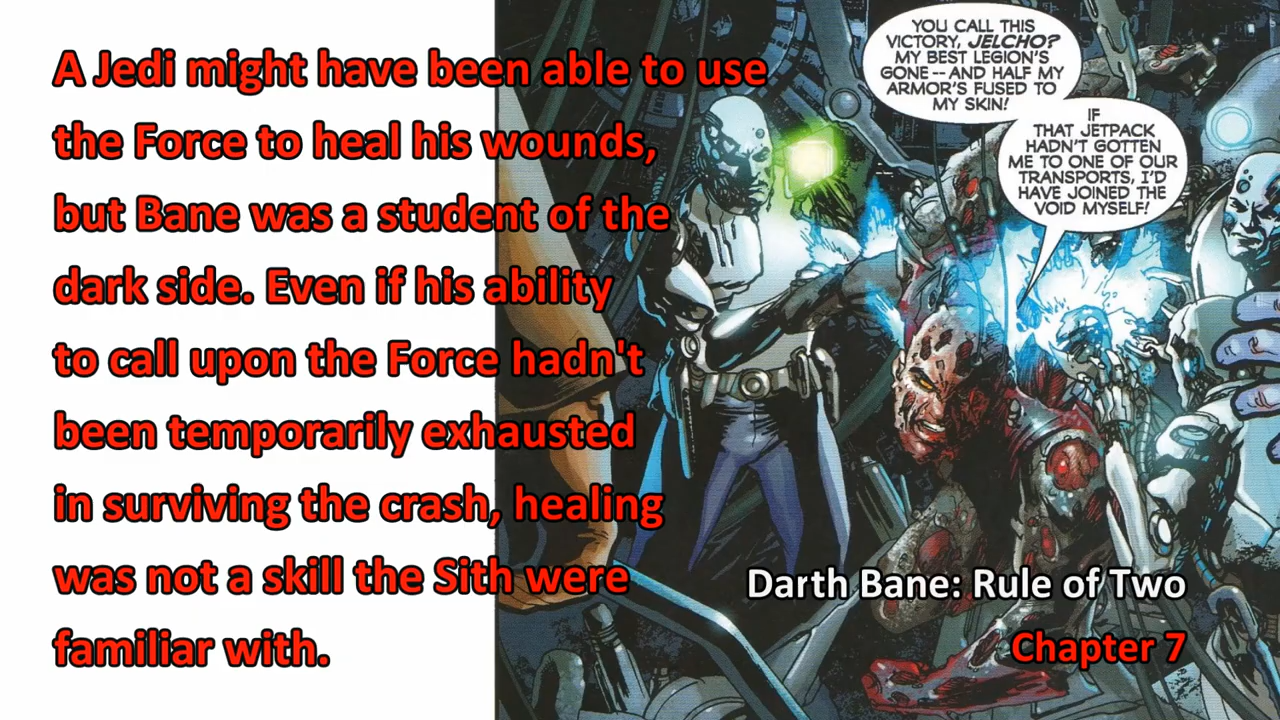 A Jedi might have been able to use
the Force to heal his wounds,
but Bane was a student of the
dark side. Even if his ability
to call upon the Force hadn't
been temporarily exhausted
in surviving the crash, healing
was not a skill the Sith were
familiar with.
YOU CALL THIS
VICTORY, JELCHO?
MY BEST LEGION'S
GONE -- AND HALF MY
ARMOR'S FUSED TO
MY SKIN!
IF
THAT JETPACK
HADN'T GOTTEN
ME TO ONE OF OUR
TRANSPORTS, I'D
HAVE JOINED THE
VOID MYSELF!
Darth Bane: Rule of Two
Chapter 7